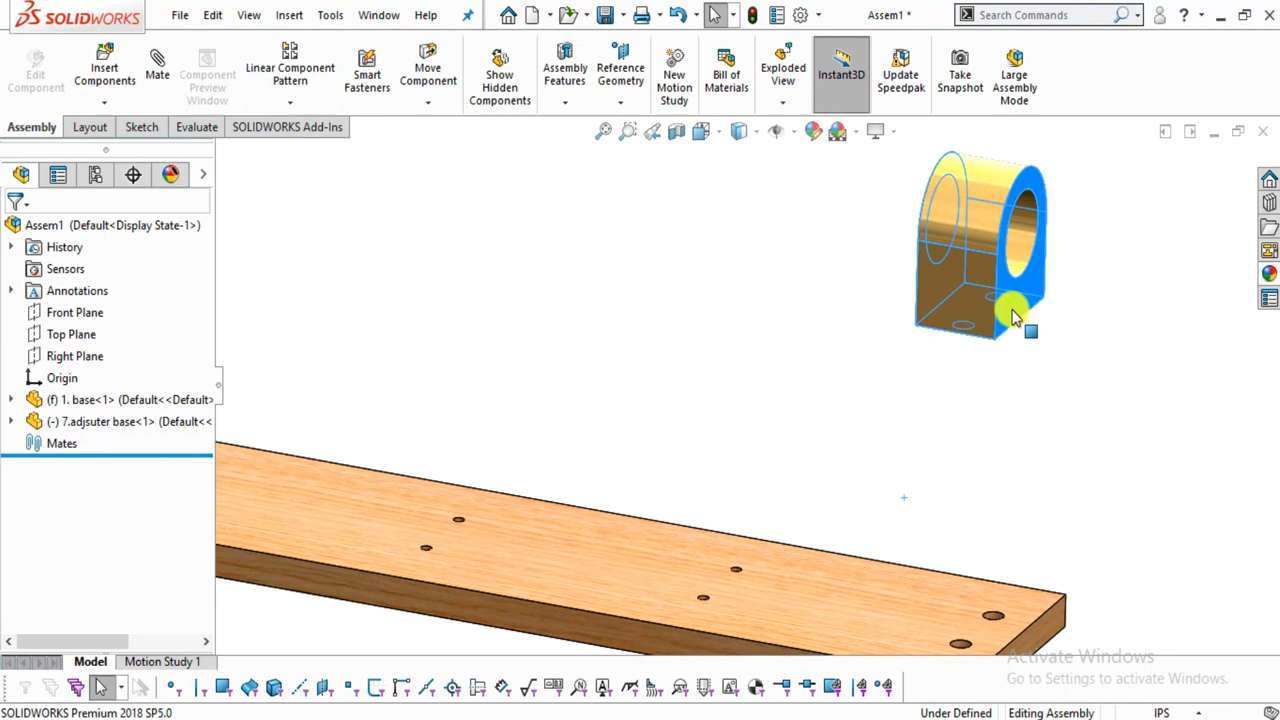 SOLIDWORKS File Edit View Insert Tools Window Help Assem1 * Search Commands ?
Edit Component
Insert Components
Mate
Component Preview Window
Linear Component Pattern
Smart Fasteners
Move Component
Show Hidden Components
Assembly Features
Reference Geometry
New Motion Study
Bill of Materials
Exploded View
Instant3D
Update Speedpak
Take Snapshot
Large Assembly Mode
Assembly Layout Sketch Evaluate SOLIDWORKS Add-Ins
Assem1 (Default<Display State-1>)
History
Sensors
Annotations
Front Plane
Top Plane
Right Plane
Origin
(f) 1. base<1> (Default<<Default>
(-) 7.adjsuter base<1> (Default<<
Mates
Model Motion Study 1
Activate Windows
Go to Settings to activate Windows.
SOLIDWORKS Premium 2018 SP5.0 Under Defined Editing Assembly IPS